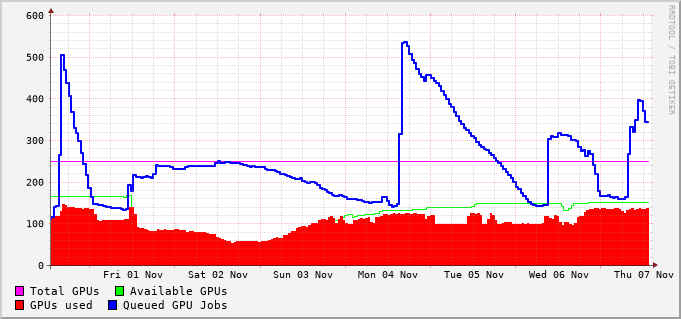 600
500
400
300
200
100
0
Fri 01 Nov Sat 02 Nov Sun 03 Nov Mon 04 Nov Tue 05 Nov Wed 06 Nov Thu 07 Nov
Total GPUs Available GPUs
GPUs used Queued GPU Jobs
RRDTOOL / TOBI OETIKER